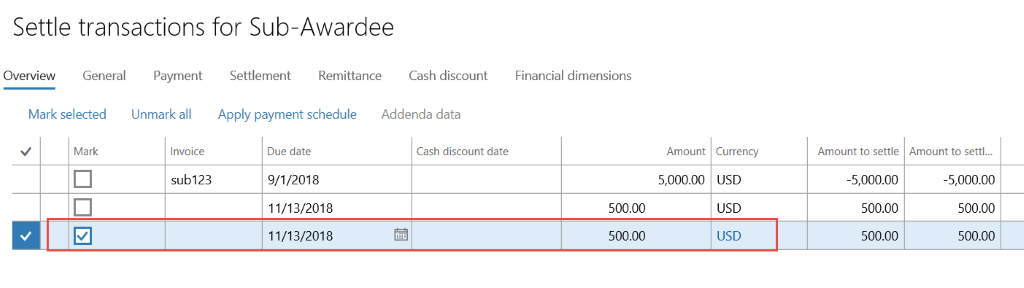 Settle transactions for Sub-Awardee
Overview General Payment Settlement Remittance Cash discount Financial dimensions
Mark selected Unmark all Apply payment schedule Addenda data
Mark Invoice Due date Cash discount date Amount Currency Amount to settle Amount to settl...
sub123 9/1/2018 5,000.00 USD -5,000.00 -5,000.00
11/13/2018 500.00 USD 500.00 500.00
11/13/2018 500.00 USD 500.00 500.00